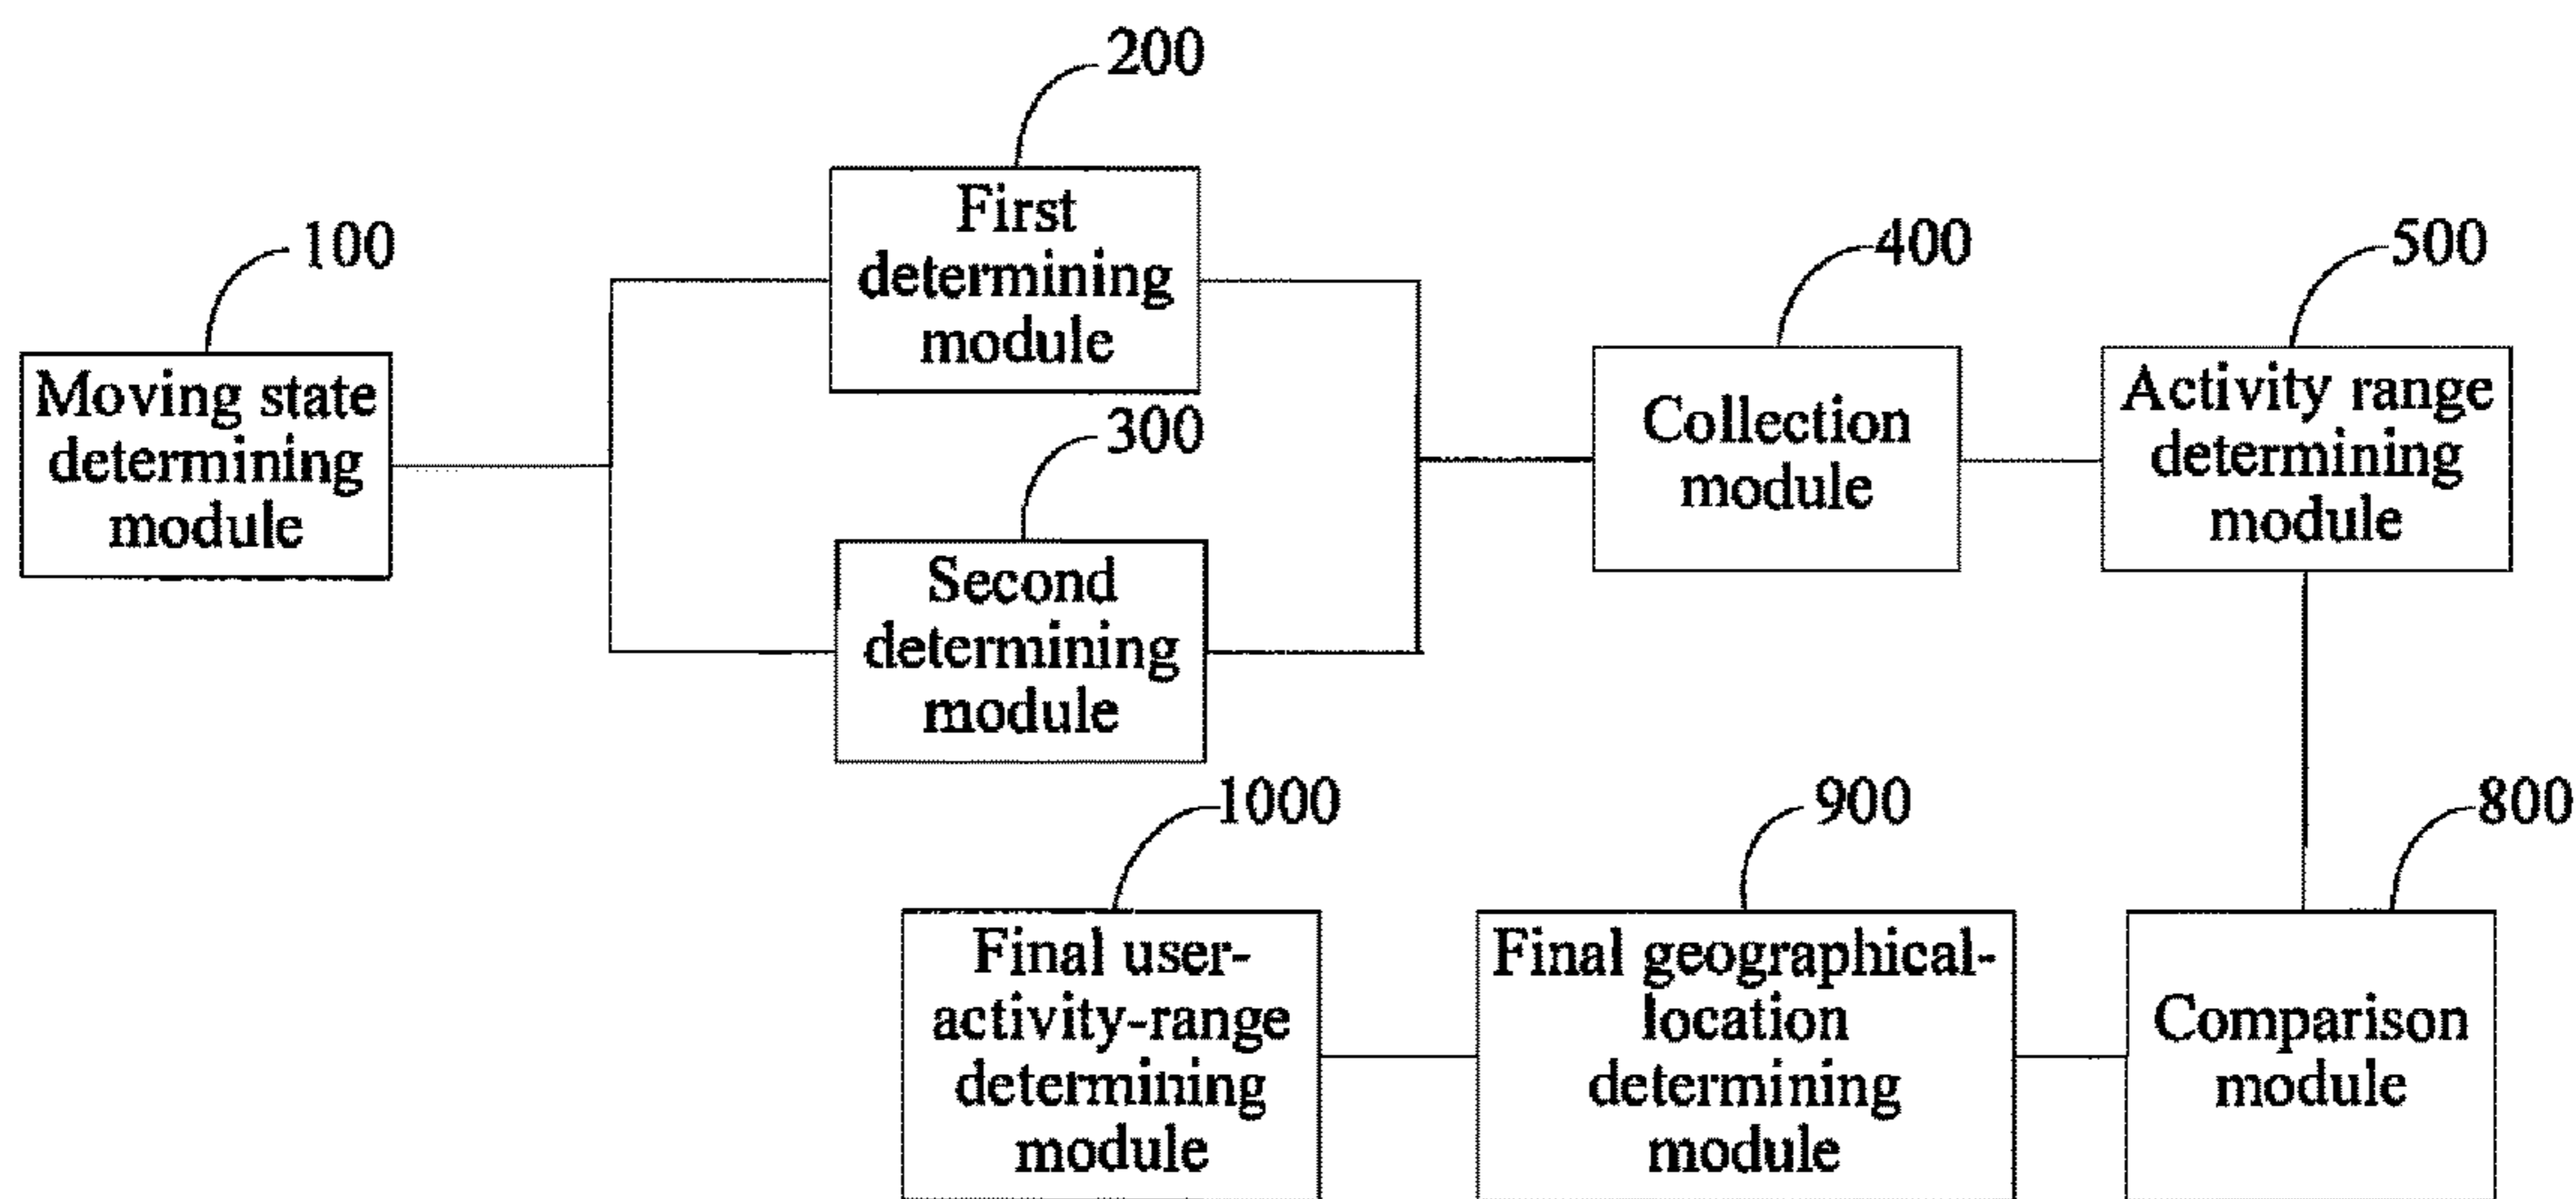 200
First
determining
module
100
Moving state
determining
module
300
Second
determining
module
400
Collection
module
500
Activity range
determining
module
1000
Final user-
activity-range
determining
module
900
Final geographical-
location
determining
module
800
Comparison
module